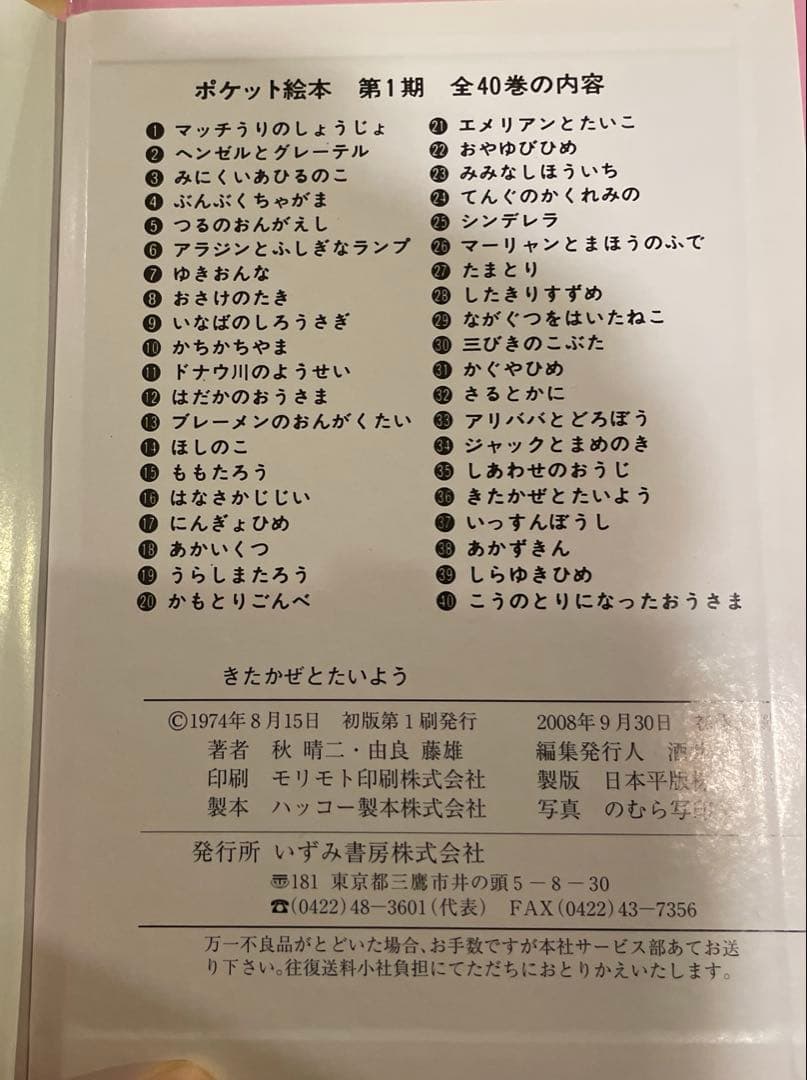 ポケット絵本 第1期 全40巻の内容
❶ マッチうりのしょうじょ
❷ ヘンゼルとグレーテル
❸ みにくいあひるのこ
❹ ぶんぶくちゃがま
❺ つるのおんがえし
❻ アラジンとふしぎなランプ
❼ ゆきおんな
❽ おさけのたき
❾ いなばのしろうさぎ
❿ かちかちやま
⓫ ドナウ川のようせい
⓬ はだかのおうさま
⓭ ブレーメンのおんがくたい
⓮ ほしのこ
⓯ ももたろう
⓰ はなさかじじい
⓱ にんぎょひめ
⓲ あかいくつ
⓳ うらしまたろう
⓴ かもとりごんべ
㉑ エメリアンとたいこ
㉒ おやゆびひめ
㉓ みみなしほういち
㉔ てんぐのかくれみの
㉕ シンデレラ
㉖ マーリャンとまほうのふで
㉗ たまとり
㉘ したきりすずめ
㉙ ながぐつをはいたねこ
㉚ 三びきのこぶた
㉛ かぐやひめ
㉜ さるとかに
㉝ アリババとどろぼう
㉞ ジャックとまめのき
㉟ しあわせのおうじ
㊱ きたかぜとたいよう
㊲ いっすんぼうし
㊳ あかずきん
㊴ しらゆきひめ
㊵ こうのとりになったおうさま
きたかぜとたいよう
©1974年8月15日 初版第1刷発行 2008年9月30日
著者 秋 晴二・由良 藤雄 編集発行人
印刷 モリモト印刷株式会社 製版 日本平版
製本 ハッコー製本株式会社 写真 のむら写
発行所 いずみ書房株式会社
〠181 東京都三鷹市井の頭5-8-30
☎(0422)48-3601(代表) FAX(0422)43-7356
万一不良品がとどいた場合、お手数ですが本社サービス部あてお送
り下さい。往復送料小社負担にてただちにおとりかえいたします。